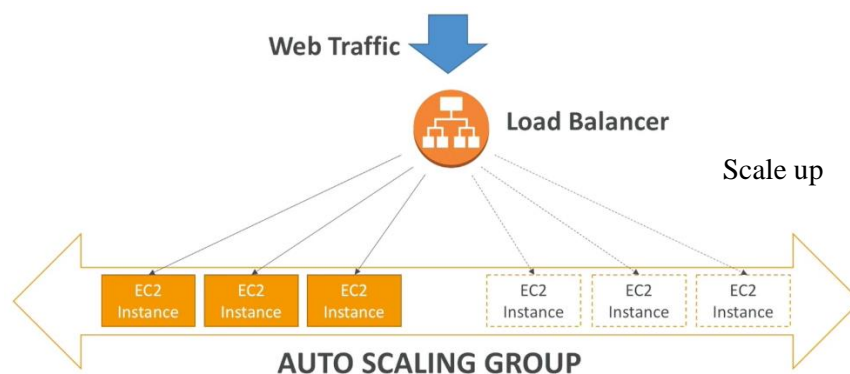 Web Traffic
Load Balancer
Scale up
EC2
Instance
EC2
Instance
EC2
Instance
EC2
Instance
EC2
Instance
EC2
Instance
AUTO SCALING GROUP